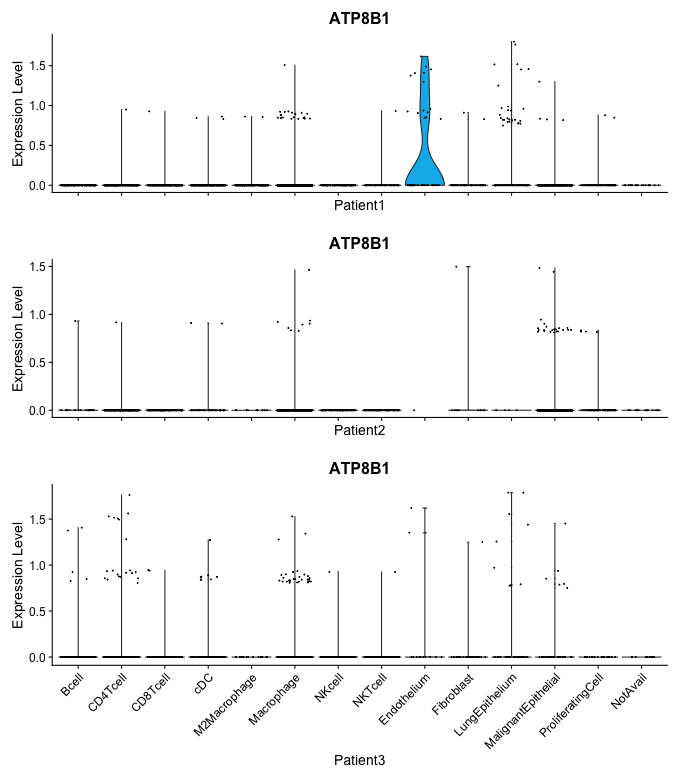 ATP8B1
Expression Level
1.5
1.0
0.5
0.0
Patient1
ATP8B1
Expression Level
1.5
1.0
0.5
0.0
Patient2
ATP8B1
Expression Level
1.5
1.0
0.5
0.0
Bcell
CD4Tcell
CD8Tcell
cDC
M2Macrophage
Macrophage
NKcell
NKTcell
Endothelium
Fibroblast
LungEpithelium
MalignantEpithelial
ProliferatingCell
NotAvail
Patient3